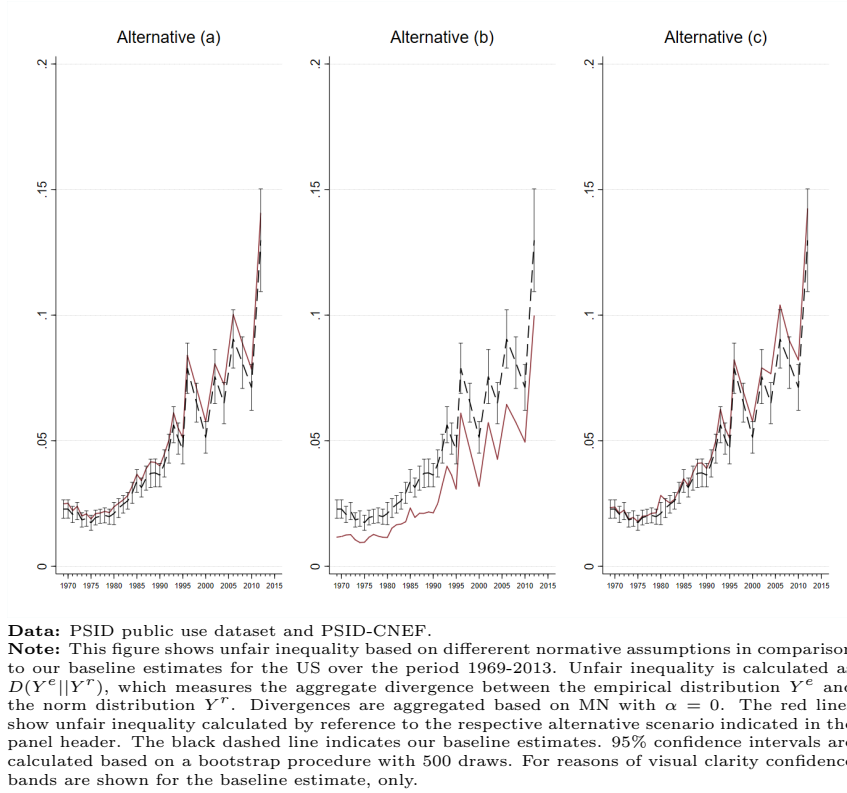 Alternative (a)
Alternative (b)
Alternative (c)
.2
.15
.1
.05
0
1970 1975 1980 1985 1990 1995 2000 2005 2010 2015
.2
.15
.1
.05
0
1970 1975 1980 1985 1990 1995 2000 2005 2010 2015
.2
.15
.1
.05
0
1970 1975 1980 1985 1990 1995 2000 2005 2010 2015
Data: PSID public use dataset and PSID-CNEF.
Note: This figure shows unfair inequality based on differerent normative assumptions in comparison
to our baseline estimates for the US over the period 1969-2013. Unfair inequality is calculated as
D(Y^e||Y^r), which measures the aggregate divergence between the empirical distribution Y^e and
the norm distribution Y^r. Divergences are aggregated based on MN with α = 0. The red line
show unfair inequality calculated by reference to the respective alternative scenario indicated in the
panel header. The black dashed line indicates our baseline estimates. 95% confidence intervals are
calculated based on a bootstrap procedure with 500 draws. For reasons of visual clarity confidence
bands are shown for the baseline estimate, only.